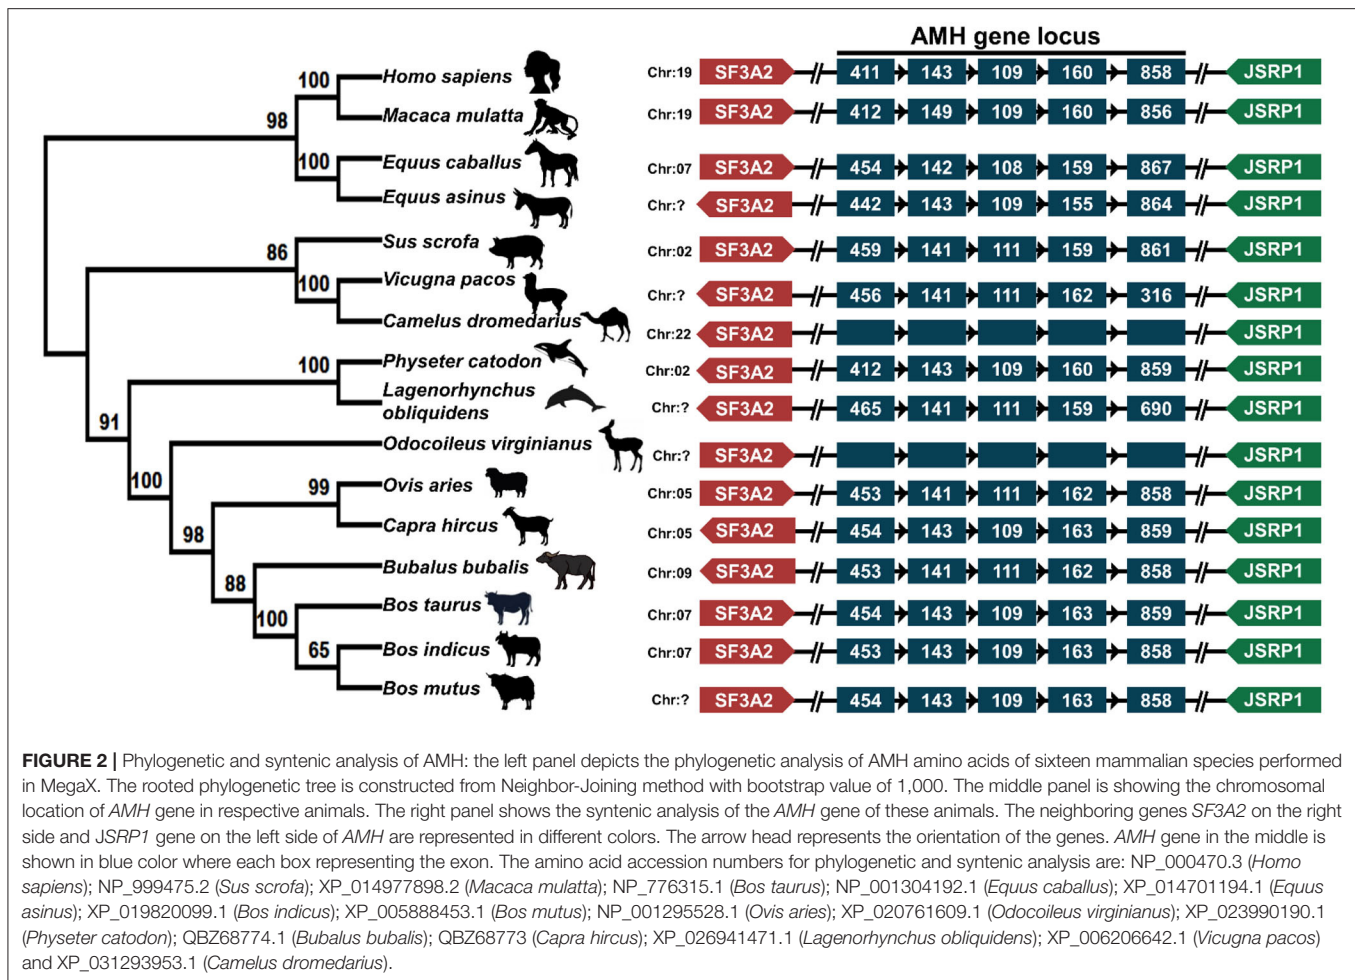 AMH gene locus
100
Homo sapiens
Chr:19 SF3A2 411 143 109 160 858 JSRP1
98
Macaca mulatta
Chr:19 SF3A2 412 149 109 160 856 JSRP1
100
Equus caballus
Chr:07 SF3A2 454 142 108 159 867 JSRP1
Equus asinus
Chr:? SF3A2 442 143 109 155 864 JSRP1
86
Sus scrofa
Chr:02 SF3A2 459 141 111 159 861 JSRP1
100
Vicugna pacos
Chr:? SF3A2 456 141 111 162 316 JSRP1
Camelus dromedarius
Chr:22 SF3A2 JSRP1
100
Physeter catodon
Chr:02 SF3A2 412 143 109 160 859 JSRP1
91
Lagenorhynchus
obliquidens
Chr:? SF3A2 465 141 111 159 690 JSRP1
100
Odocoileus virginianus
Chr:? SF3A2 JSRP1
99
Ovis aries
Chr:05 SF3A2 453 141 111 162 858 JSRP1
98
Capra hircus
Chr:05 SF3A2 454 143 109 163 859 JSRP1
88
Bubalus bubalis
Chr:09 SF3A2 453 141 111 162 858 JSRP1
100
Bos taurus
Chr:07 SF3A2 454 143 109 163 859 JSRP1
65
Bos indicus
Chr:07 SF3A2 453 143 109 163 858 JSRP1
Bos mutus
Chr:? SF3A2 454 143 109 163 858 JSRP1
FIGURE 2 | Phylogenetic and syntenic analysis of AMH: the left panel depicts the phylogenetic analysis of AMH amino acids of sixteen mammalian species performed
in MegaX. The rooted phylogenetic tree is constructed from Neighbor-Joining method with bootstrap value of 1,000. The middle panel is showing the chromosomal
location of AMH gene in respective animals. The right panel shows the syntenic analysis of the AMH gene of these animals. The neighboring genes SF3A2 on the right
side and JSRP1 gene on the left side of AMH are represented in different colors. The arrow head represents the orientation of the genes. AMH gene in the middle is
shown in blue color where each box representing the exon. The amino acid accession numbers for phylogenetic and syntenic analysis are: NP_000470.3 (Homo
sapiens); NP_999475.2 (Sus scrofa); XP_014977898.2 (Macaca mulatta); NP_776315.1 (Bos taurus); NP_001304192.1 (Equus caballus); XP_014701194.1 (Equus
asinus); XP_019820099.1 (Bos indicus); XP_005888453.1 (Bos mutus); NP_001295528.1 (Ovis aries); XP_020761609.1 (Odocoileus virginianus); XP_023990190.1
(Physeter catodon); QBZ68774.1 (Bubalus bubalis); QBZ68773 (Capra hircus); XP_026941471.1 (Lagenorhynchus obliquidens); XP_006206642.1 (Vicugna pacos)
and XP_031293953.1 (Camelus dromedarius).